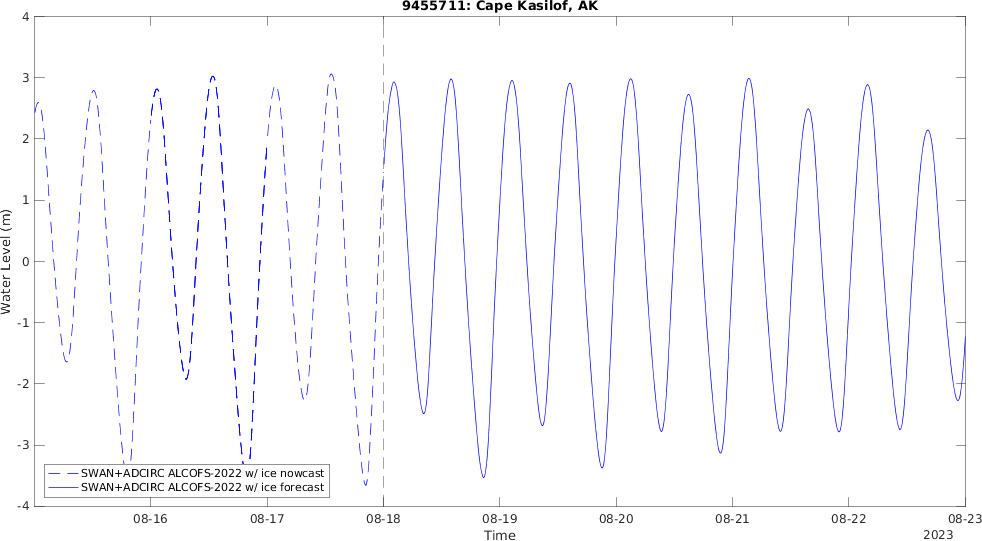 9455711: Cape Kasilof, AK
4
3
2
1
0
-1
-2
-3
-4
Water Level (m)
SWAN+ADCIRC ALCOFS-2022 w/ ice nowcast
SWAN+ADCIRC ALCOFS-2022 w/ ice forecast
08-16 08-17 08-18 08-19 08-20 08-21 08-22 08-23
Time
2023